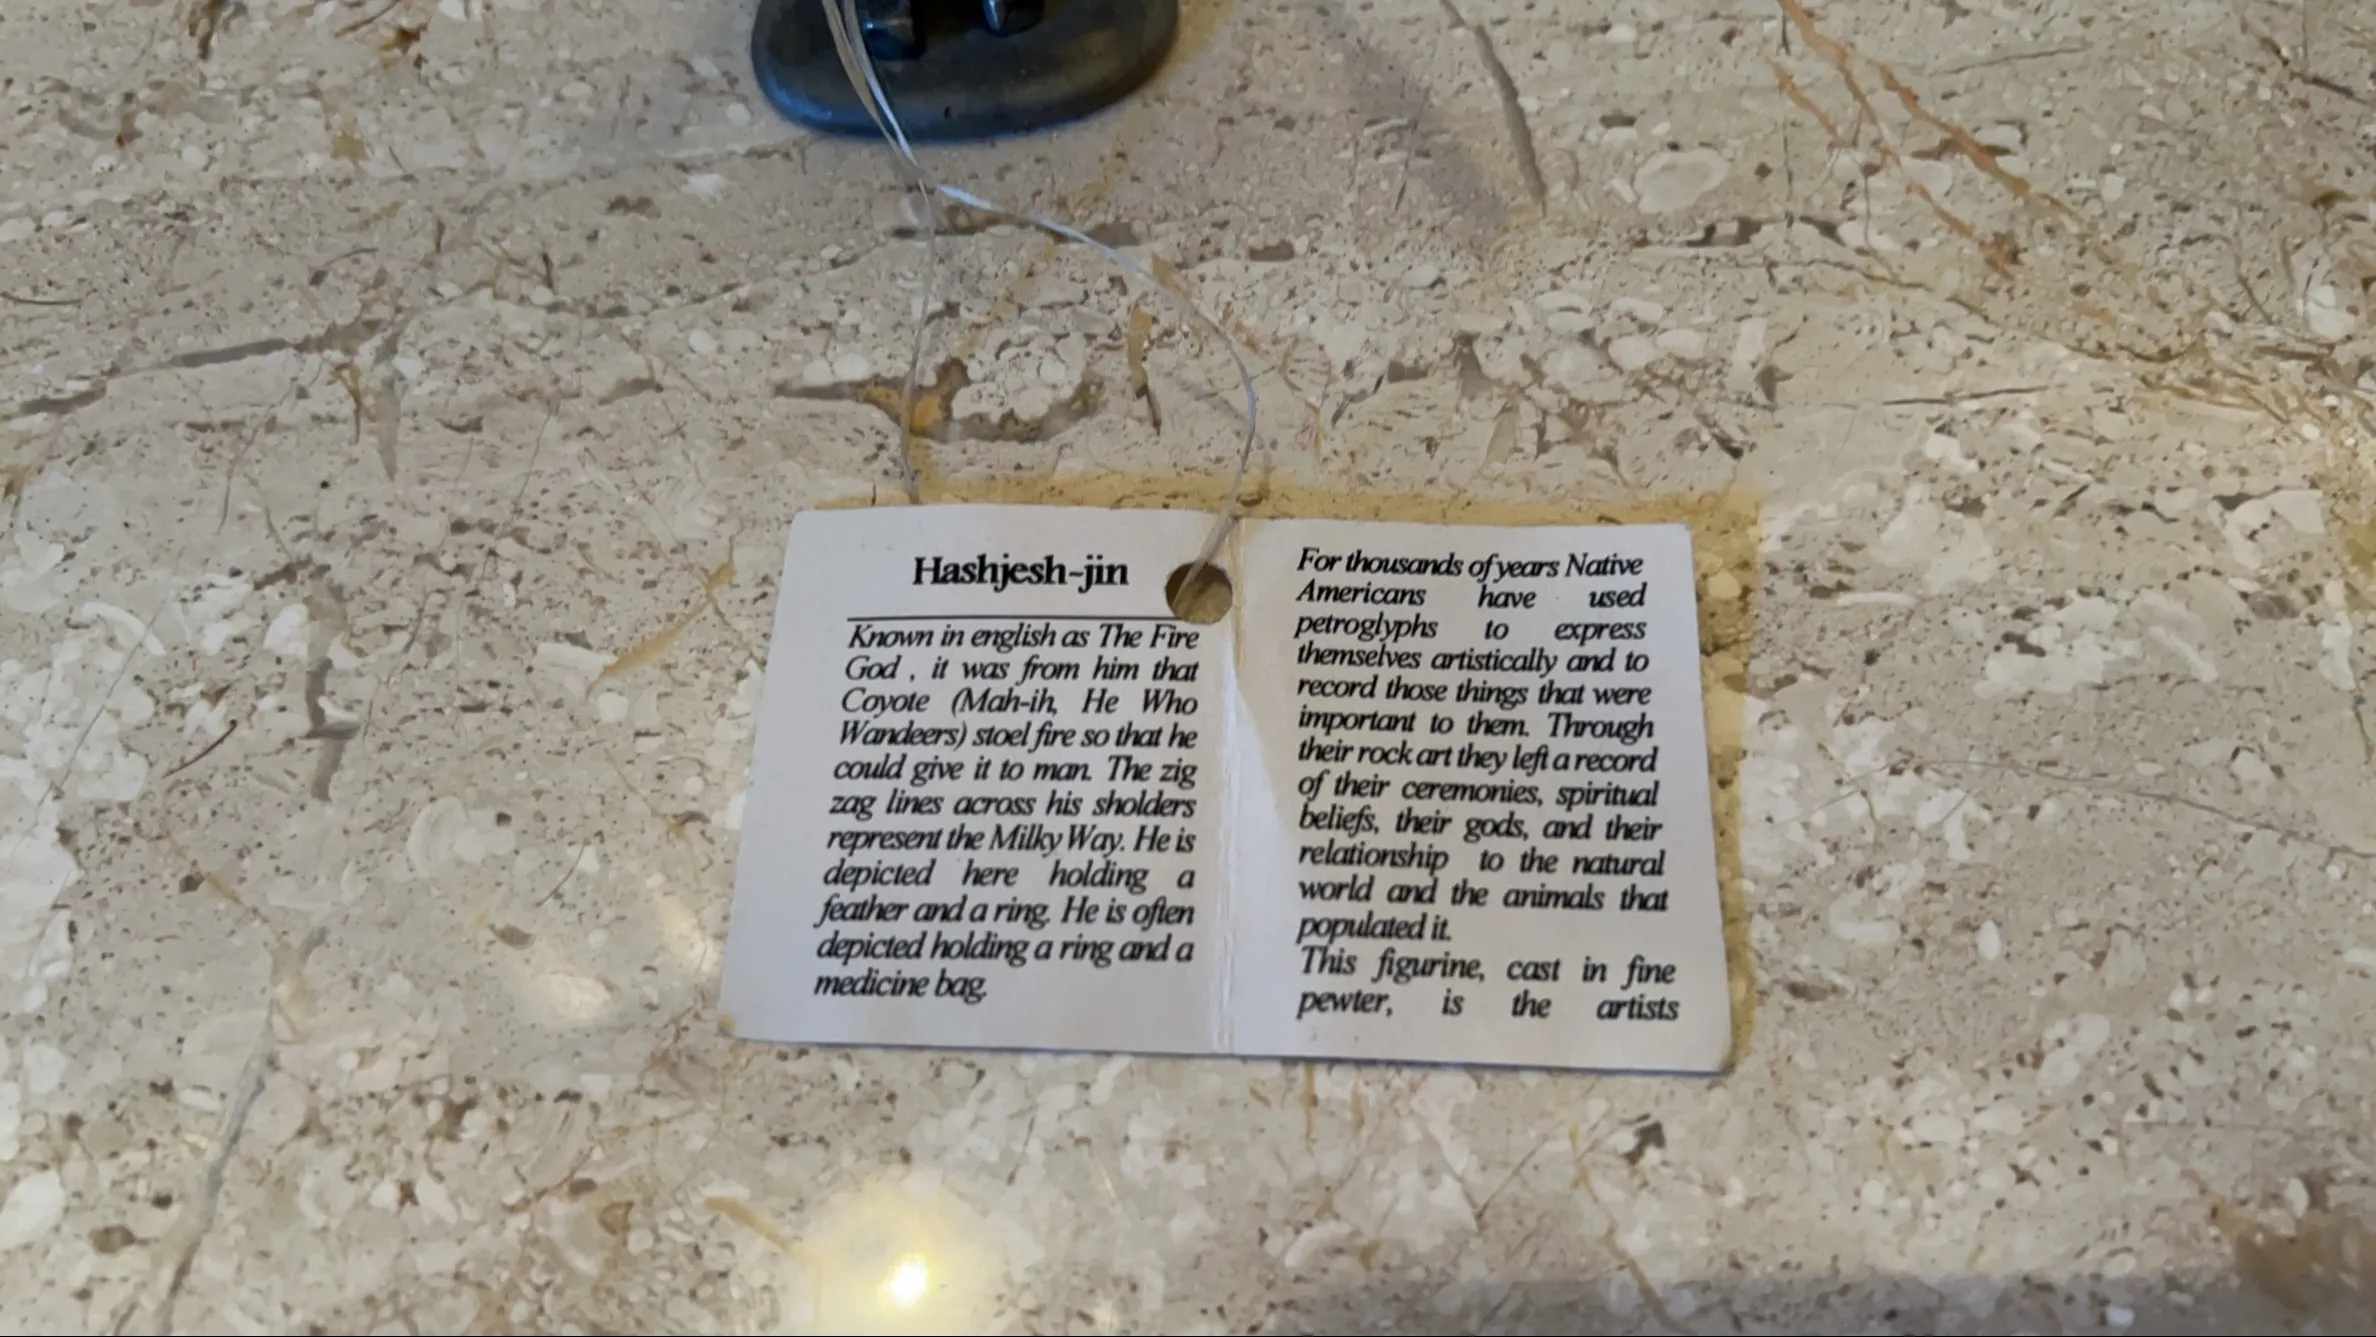 Hashjesh-jin
Known in english as The Fire
God , it was from him that
Coyote (Mah-ih, He Who
Wandeers) stoel fire so that he
could give it to man. The zig
zag lines across his sholders
represent the Milky Way. He is
depicted here holding a
feather and a ring. He is often
depicted holding a ring and a
medicine bag.
For thousands of years Native
Americans have used
petroglyphs to express
themselves artistically and to
record those things that were
important to them. Through
their rock art they left a record
of their ceremonies, spiritual
beliefs, their gods, and their
relationship to the natural
world and the animals that
populated it.
This figurine, cast in fine
pewter, is the artists